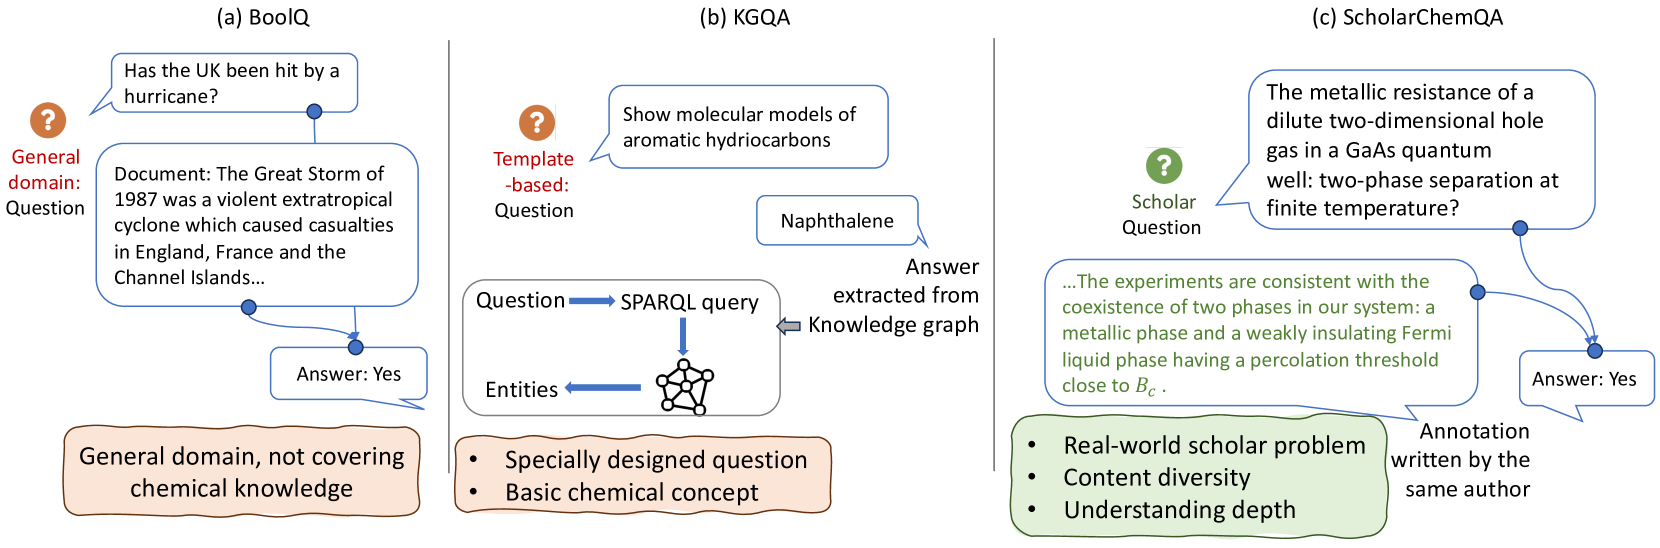 (a) BoolQ
Has the UK been hit by a
hurricane?
?
General
domain:
Question
Document: The Great Storm of
1987 was a violent extratropical
cyclone which caused casualties
in England, France and the
Channel Islands...
Answer: Yes
General domain, not covering
chemical knowledge
(b) KGQA
Show molecular models of
aromatic hydriocarbons
?
Template
-based:
Question
Naphthalene
Answer
extracted from
Knowledge graph
Question
SPARQL query
Entities
• Specially designed question
• Basic chemical concept
(c) ScholarChemQA
The metallic resistance of a
dilute two-dimensional hole
gas in a GaAs quantum
well: two-phase separation at
finite temperature?
?
Scholar
Question
...The experiments are consistent with the
coexistence of two phases in our system: a
metallic phase and a weakly insulating Fermi
liquid phase having a percolation threshold
close to B_c .
Answer: Yes
Annotation
written by the
same author
• Real-world scholar problem
• Content diversity
• Understanding depth